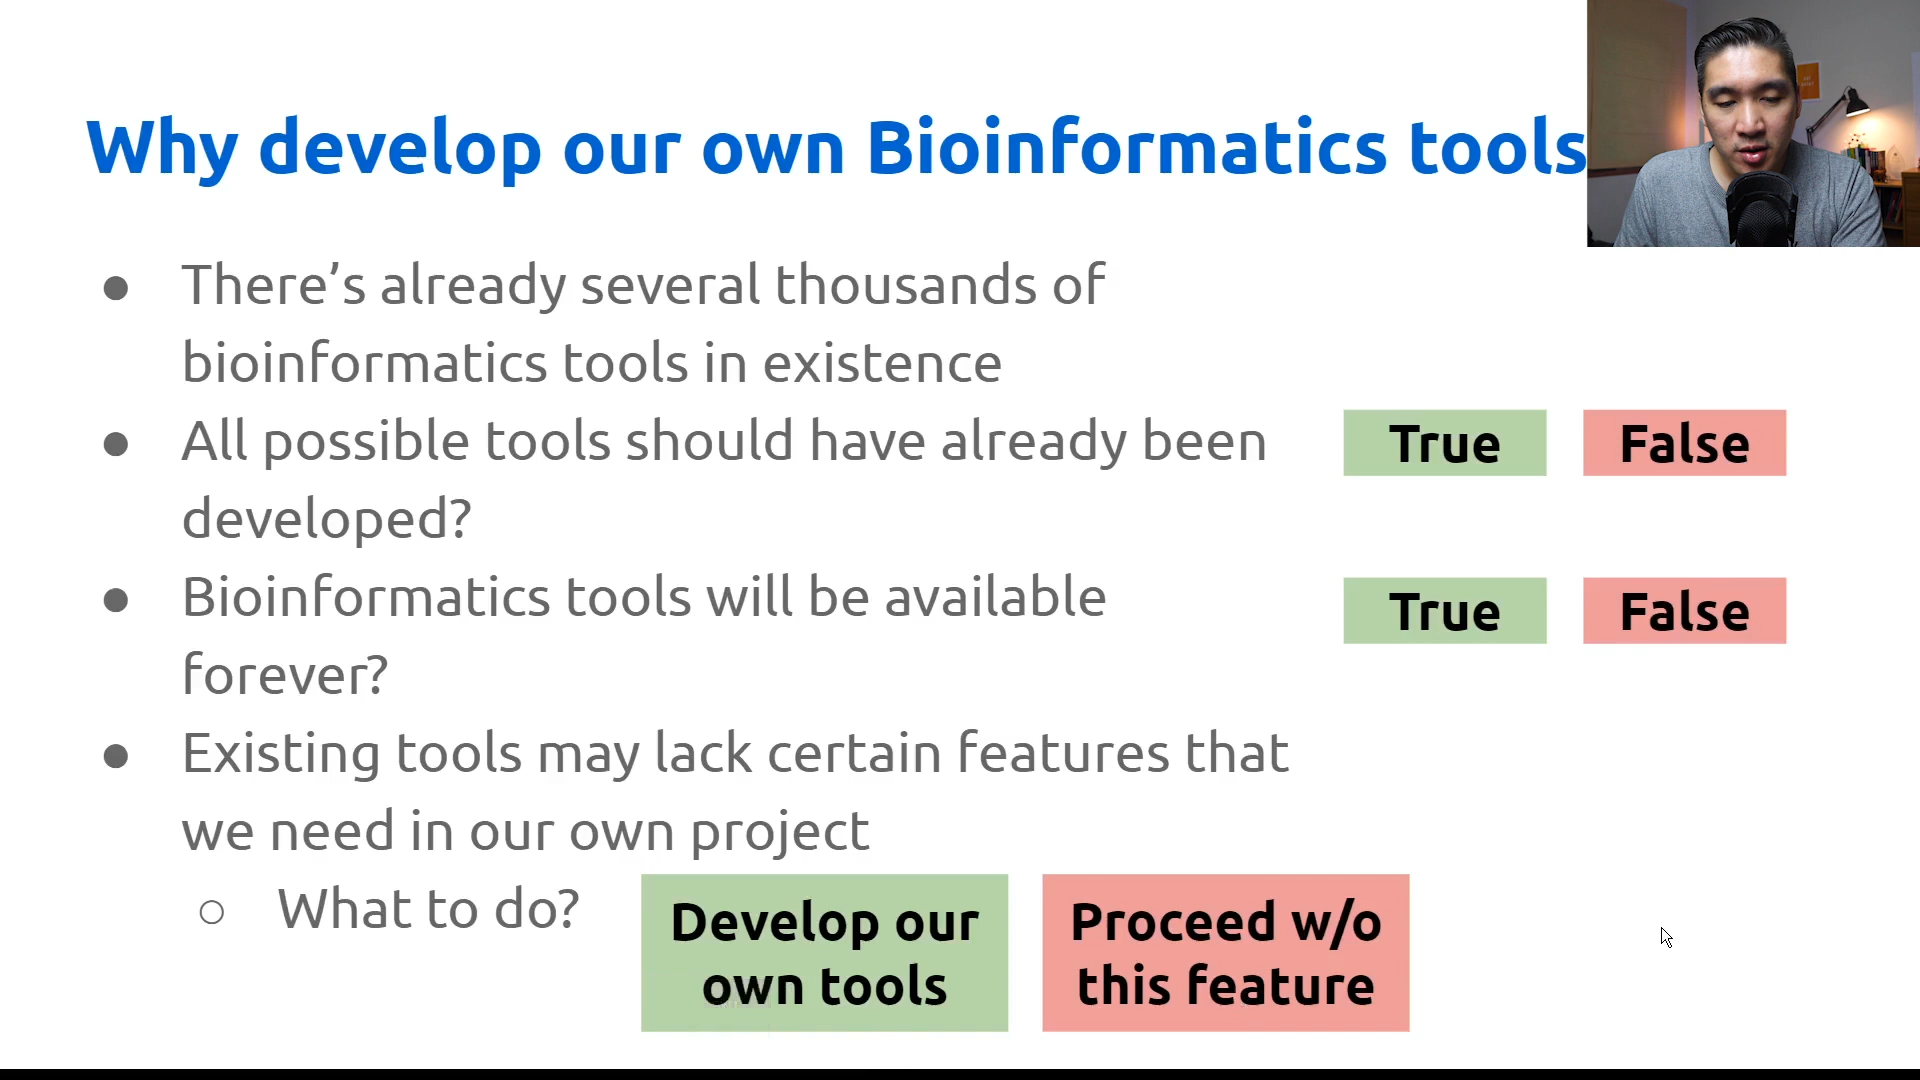 Why develop our own Bioinformatics tools
● There’s already several thousands of
bioinformatics tools in existence
● All possible tools should have already been
developed?
True False
● Bioinformatics tools will be available
forever?
True False
● Existing tools may lack certain features that
we need in our own project
○ What to do?
Develop our
own tools
Proceed w/o
this feature